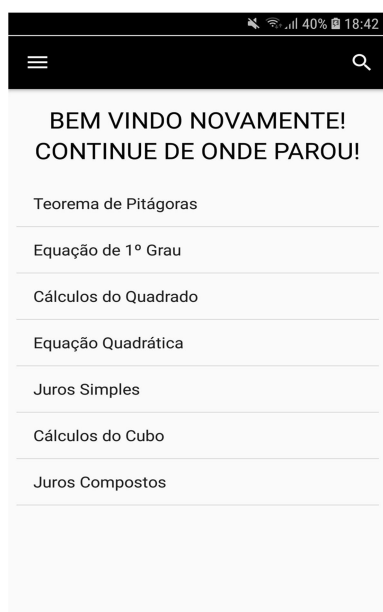 40% 18:42
BEM VINDO NOVAMENTE!
CONTINUE DE ONDE PAROU!
Teorema de Pitágoras
Equação de 1º Grau
Cálculos do Quadrado
Equação Quadrática
Juros Simples
Cálculos do Cubo
Juros Compostos